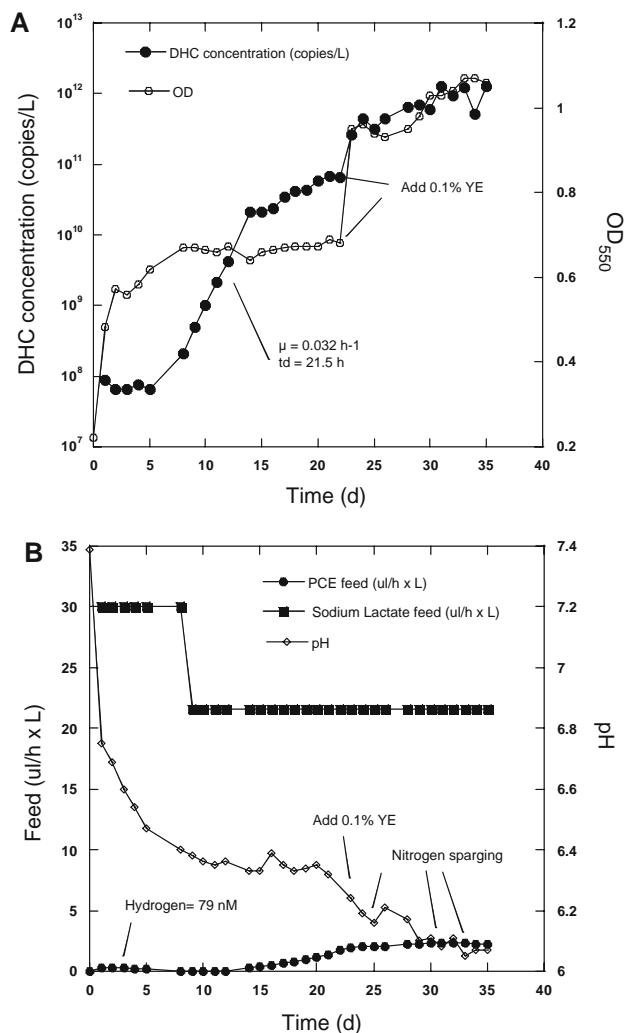 A
DHC concentration (copies/L)
OD
10^13
10^12
10^11
10^10
10^9
10^8
10^7
DHC concentration (copies/L)
1.2
1
0.8
0.6
0.4
0.2
OD550
Add 0.1% YE
μ = 0.032 h-1
td = 21.5 h
0 5 10 15 20 25 30 35 40
Time (d)
B
PCE feed (ul/h x L)
Sodium Lactate feed (ul/h x L)
pH
35
30
25
20
15
10
5
0
Feed (ul/h x L)
7.4
7.2
7
6.8
6.6
6.4
6.2
6
pH
Add 0.1% YE
Nitrogen sparging
Hydrogen= 79 nM
0 5 10 15 20 25 30 35 40
Time (d)